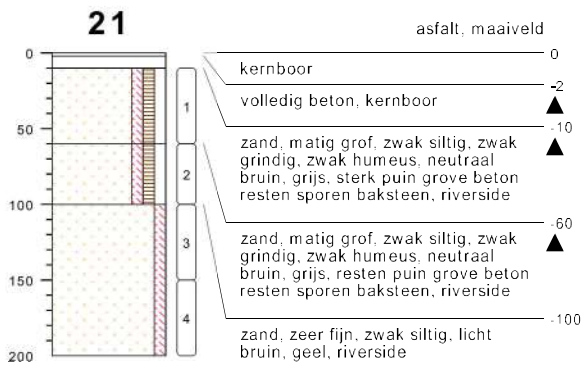 21
asfalt, maaiveld
0
0
kernboor
-2
volledig beton, kernboor
-10
1
50
zand, matig grof, zwak siltig, zwak
grindig, zwak humeus, neutraal
bruin, grijs, sterk puin grove beton
resten sporen baksteen, riverside
2
100
-60
zand, matig grof, zwak siltig, zwak
grindig, zwak humeus, neutraal
bruin, grijs, resten puin grove beton
resten sporen baksteen, riverside
3
150
-100
4
zand, zeer fijn, zwak siltig, licht
bruin, geel, riverside
200